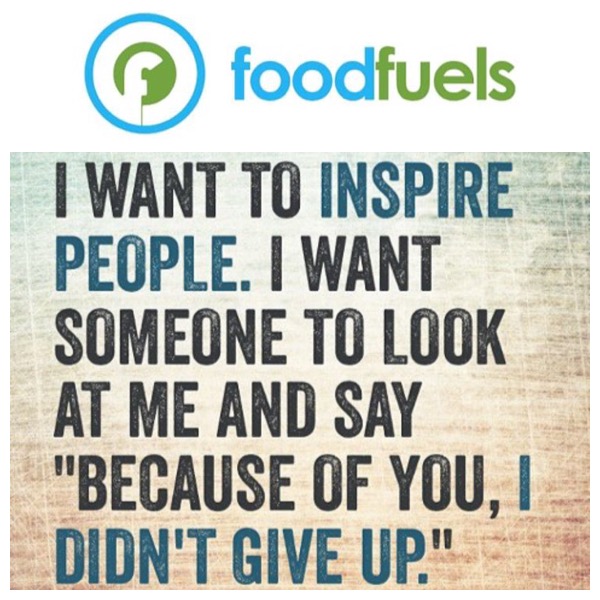 foodfuels
I WANT TO INSPIRE
PEOPLE. I WANT
SOMEONE TO LOOK
AT ME AND SAY
"BECAUSE OF YOU, I
DIDN'T GIVE UP."